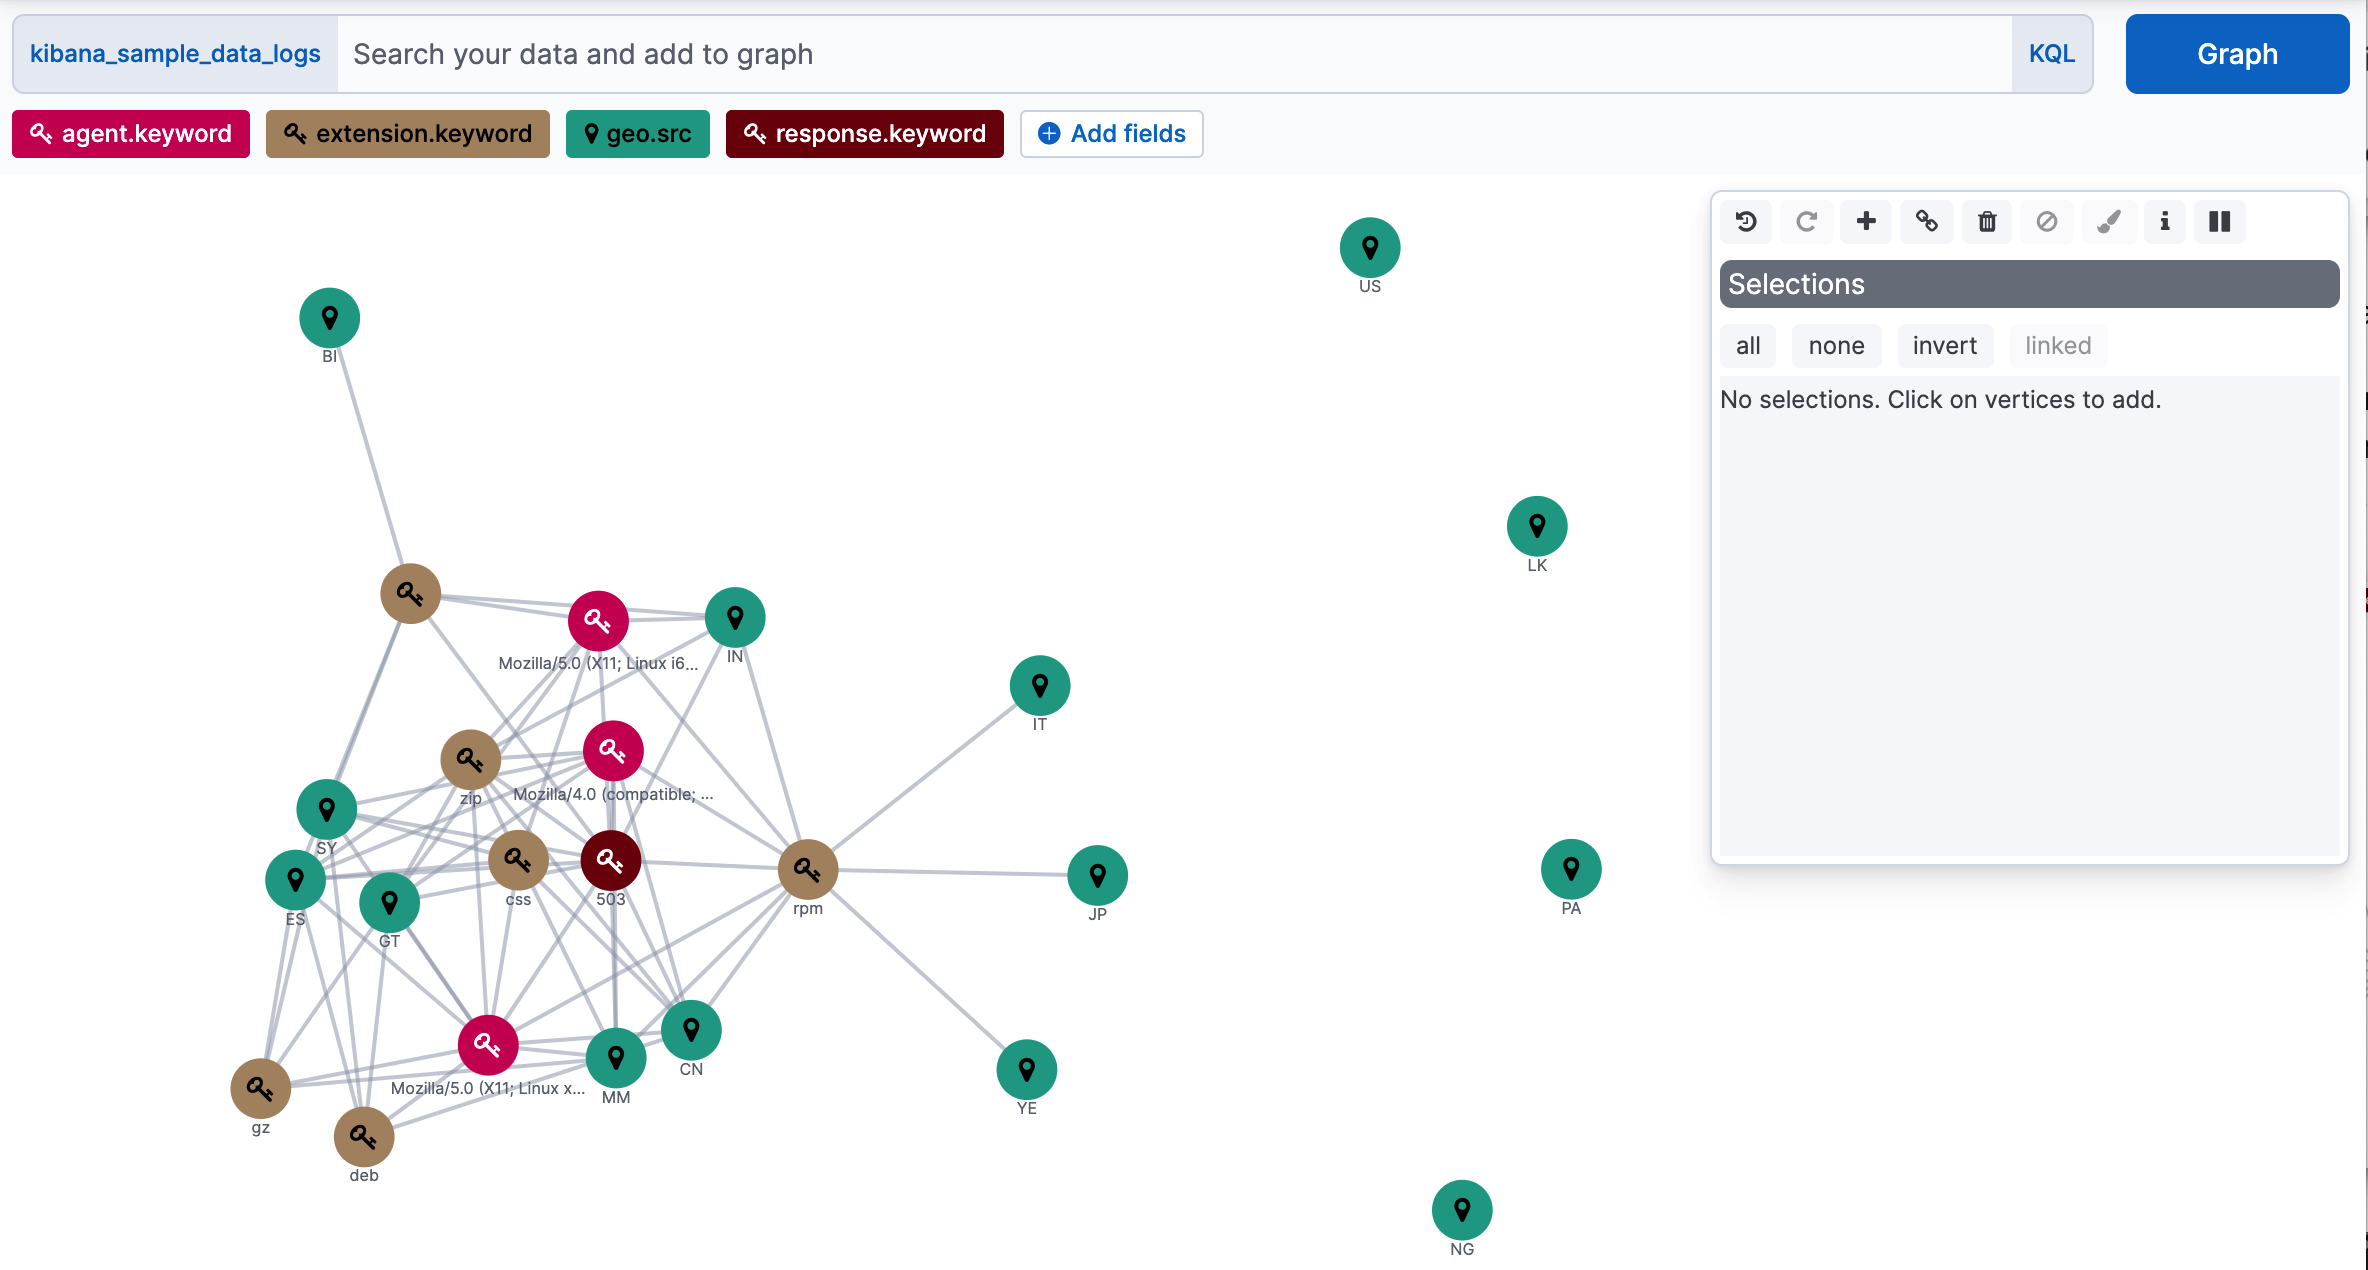 kibana_sample_data_logs Search your data and add to graph KQL Graph
agent.keyword extension.keyword geo.src response.keyword Add fields
Selections
all none invert linked
No selections. Click on vertices to add.
US
BI
LK
IN
Mozilla/5.0 (X11; Linux i6...
IT
zip
Mozilla/4.0 (compatible; ...
SY
css
503
rpm
JP
PA
ES
GT
CN
Mozilla/5.0 (X11; Linux x...
MM
YE
gz
deb
NG